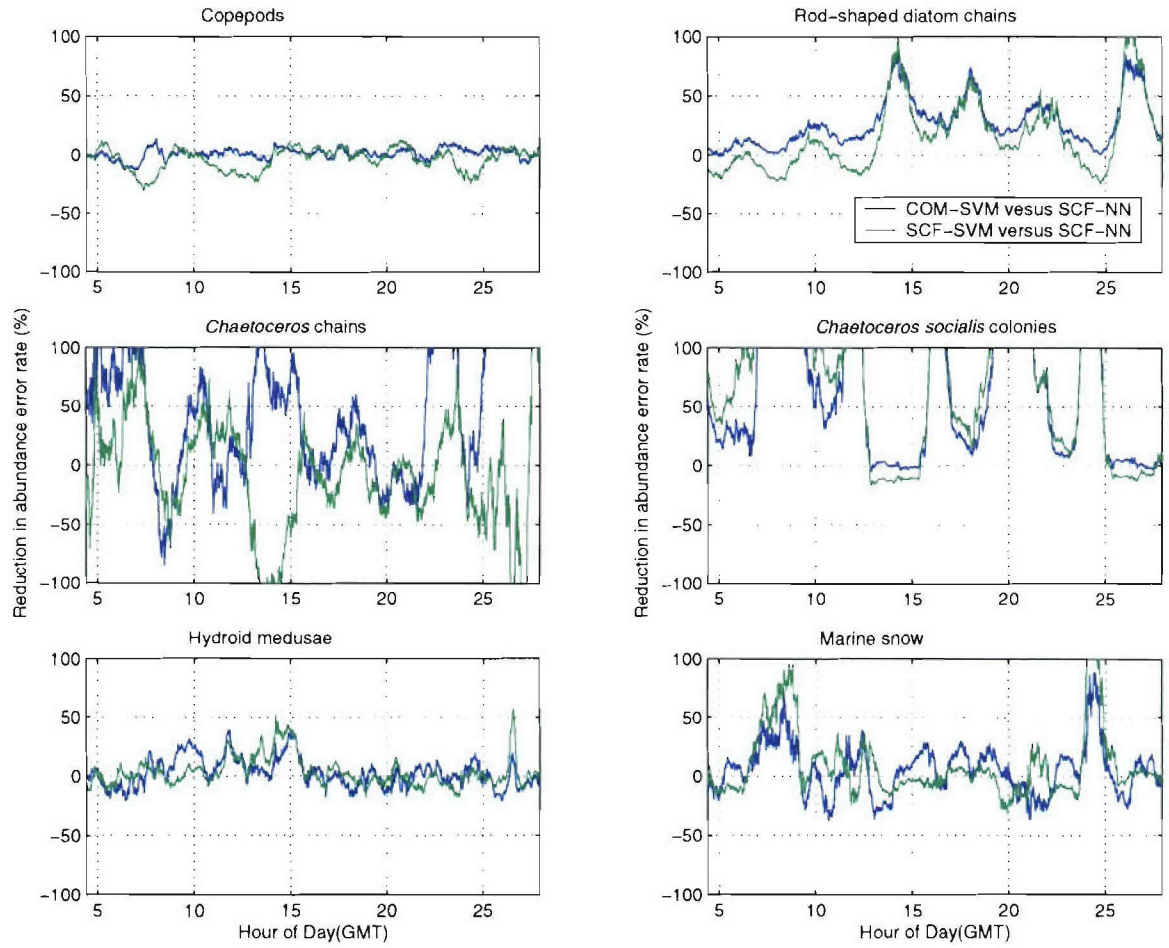 Copepods
100
50
0
−50
−100
5 10 15 20 25
Rod−shaped diatom chains
100
50
0
−50
−100
5 10 15 20 25
COM−SVM vesus SCF−NN
SCF−SVM versus SCF−NN
Reduction in abundance error rate (%)
Chaetoceros chains
100
50
0
−50
−100
5 10 15 20 25
Reduction in abundance error rate (%)
Chaetoceros socialis colonies
100
50
0
−50
−100
5 10 15 20 25
Hydroid medusae
100
50
0
−50
−100
5 10 15 20 25
Hour of Day(GMT)
Marine snow
100
50
0
−50
−100
5 10 15 20 25
Hour of Day(GMT)